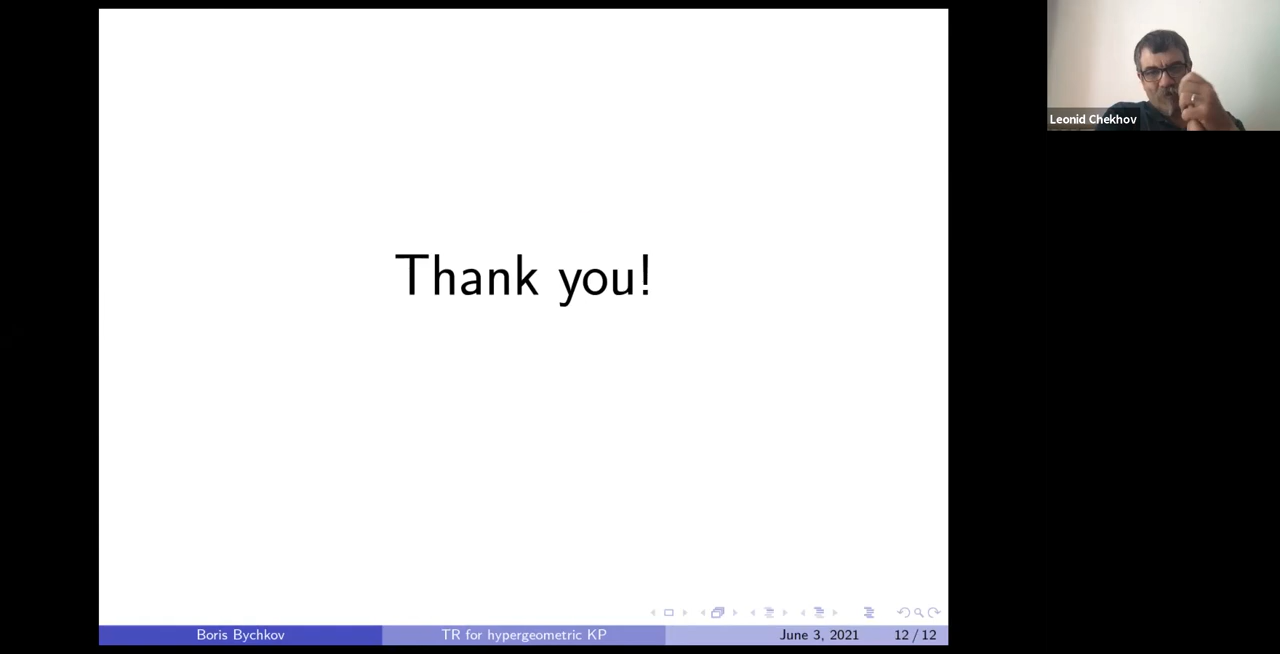 Leonid Chekhov
Thank you!
Boris Bychkov
TR for hypergeometric KP
June 3, 2021
12 / 12